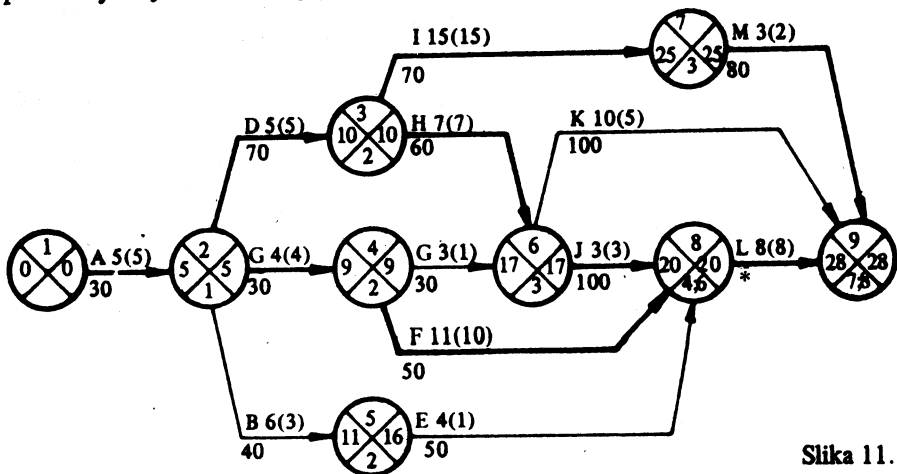 I 15(15)
70
7
25 25
3
M 3(2)
80
D 5(5)
70
3
10 10
2
H 7(7)
60
K 10(5)
100
1
0 0
A 5(5)
30
2
5 5
1
G 4(4)
30
4
9 9
2
G 3(1)
30
6
17 17
3
J 3(3)
100
8
20 20
4,6
L 8(8)
*
9
28 28
F 11(10)
50
B 6(3)
40
5
11 16
2
E 4(1)
50
Slika 11.